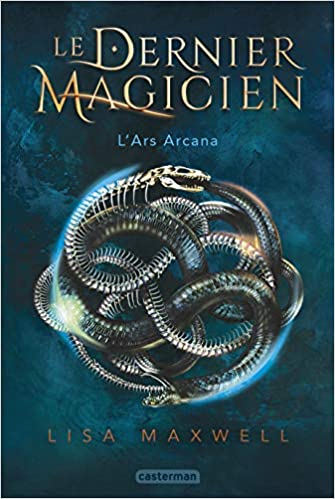 LE DERNIER
MAGICIEN
L'Ars Arcana
LISA MAXWELL
casterman